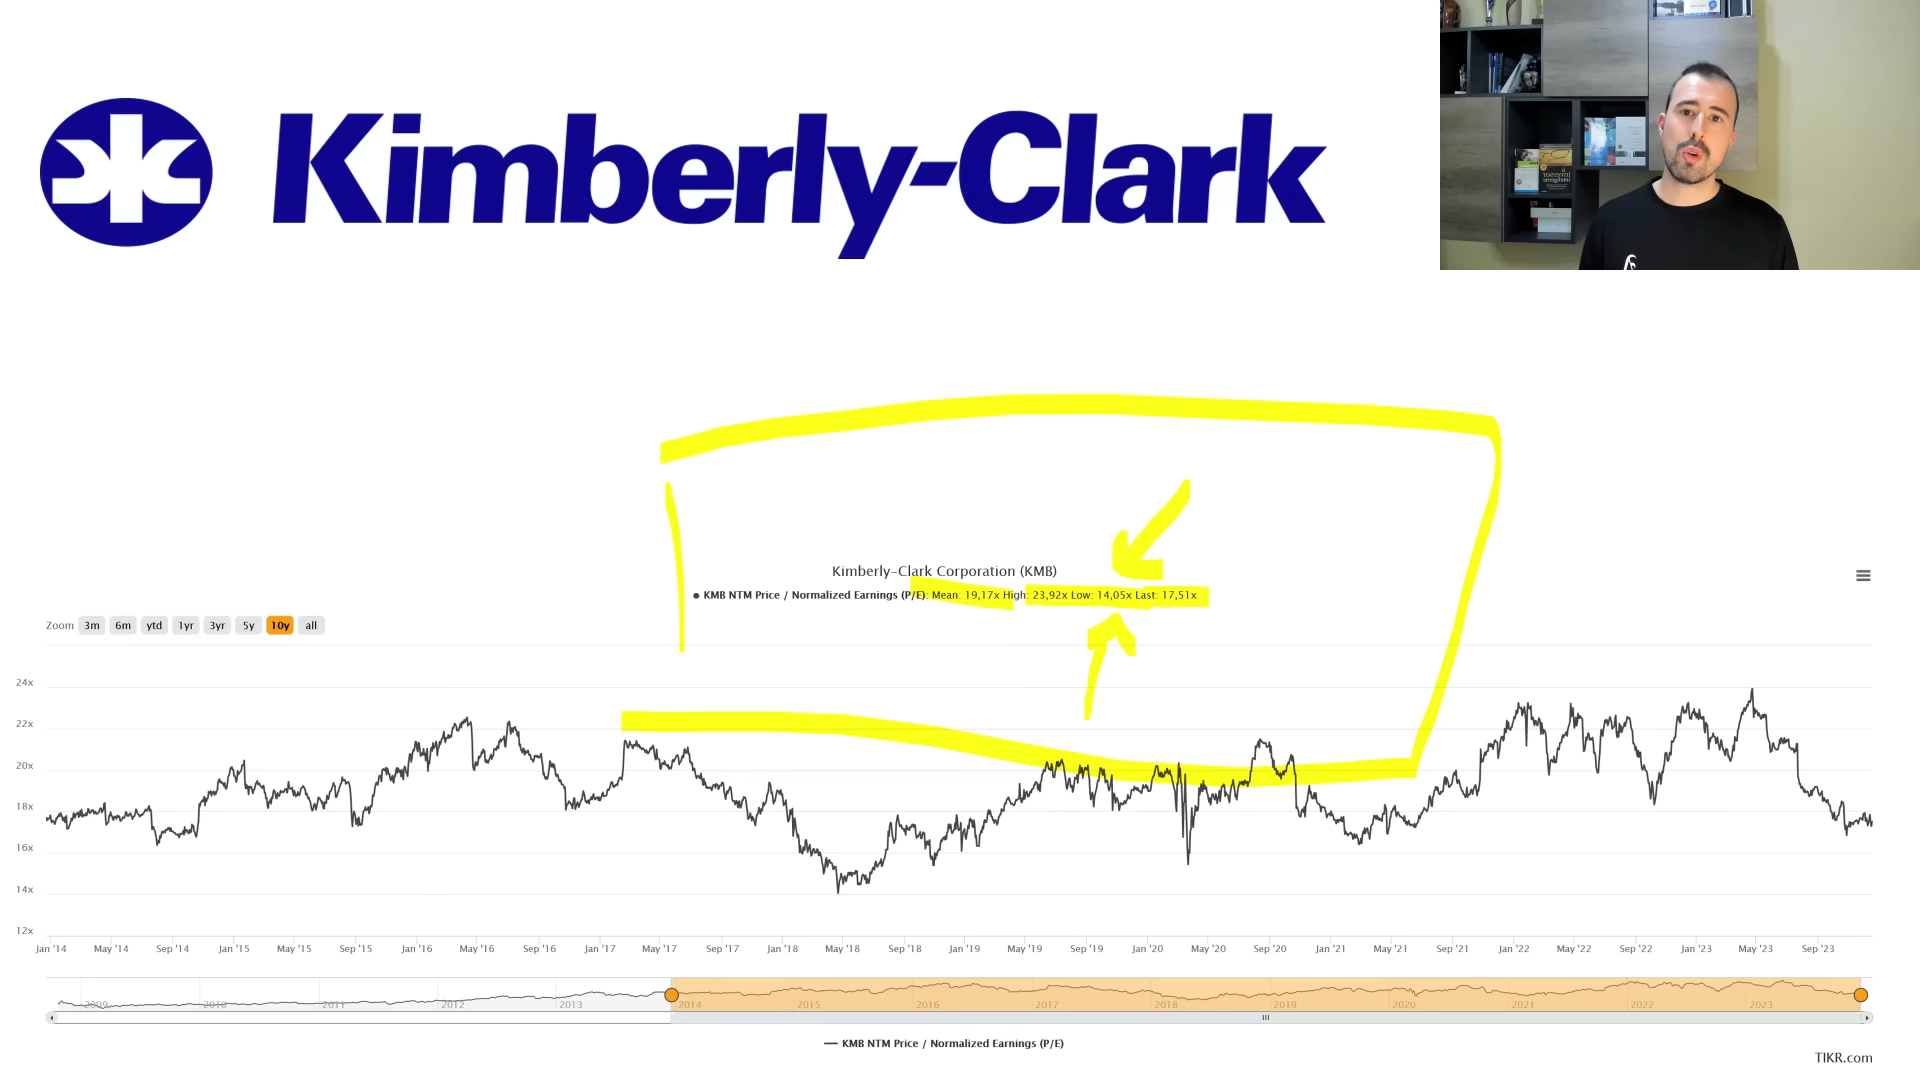 Kimberly-Clark
Kimberly-Clark Corporation (KMB)
● KMB NTM Price / Normalized Earnings (P/E): Mean: 19,17x High: 23,92x Low: 14,05x Last: 17,51x
Zoom 3m 6m ytd 1yr 3yr 5y 10y all
24x
22x
20x
18x
16x
14x
12x
Jan '14 May '14 Sep '14 Jan '15 May '15 Sep '15 Jan '16 May '16 Sep '16 Jan '17 May '17 Sep '17 Jan '18 May '18 Sep '18 Jan '19 May '19 Sep '19 Jan '20 May '20 Sep '20 Jan '21 May '21 Sep '21 Jan '22 May '22 Sep '22 Jan '23 May '23 Sep '23
2009 2010 2011 2012 2013 2014 2015 2016 2017 2018 2019 2020 2021 2022 2023
KMB NTM Price / Normalized Earnings (P/E)
TIKR.com